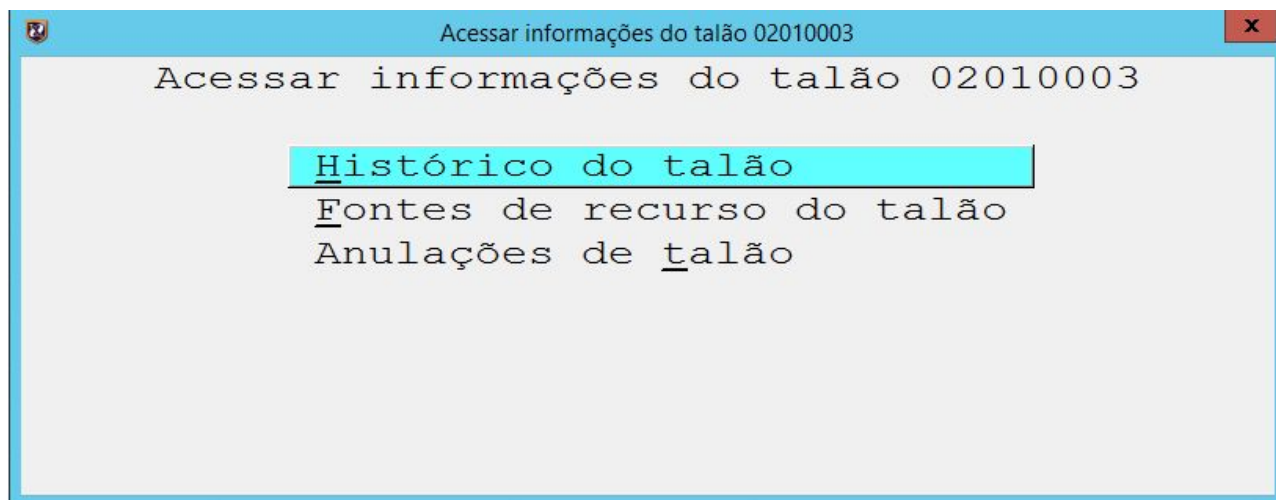 Acessar informações do talão 02010003
x
Acessar informações do talão 02010003
Histórico do talão
Fontes de recurso do talão
Anulações de talão